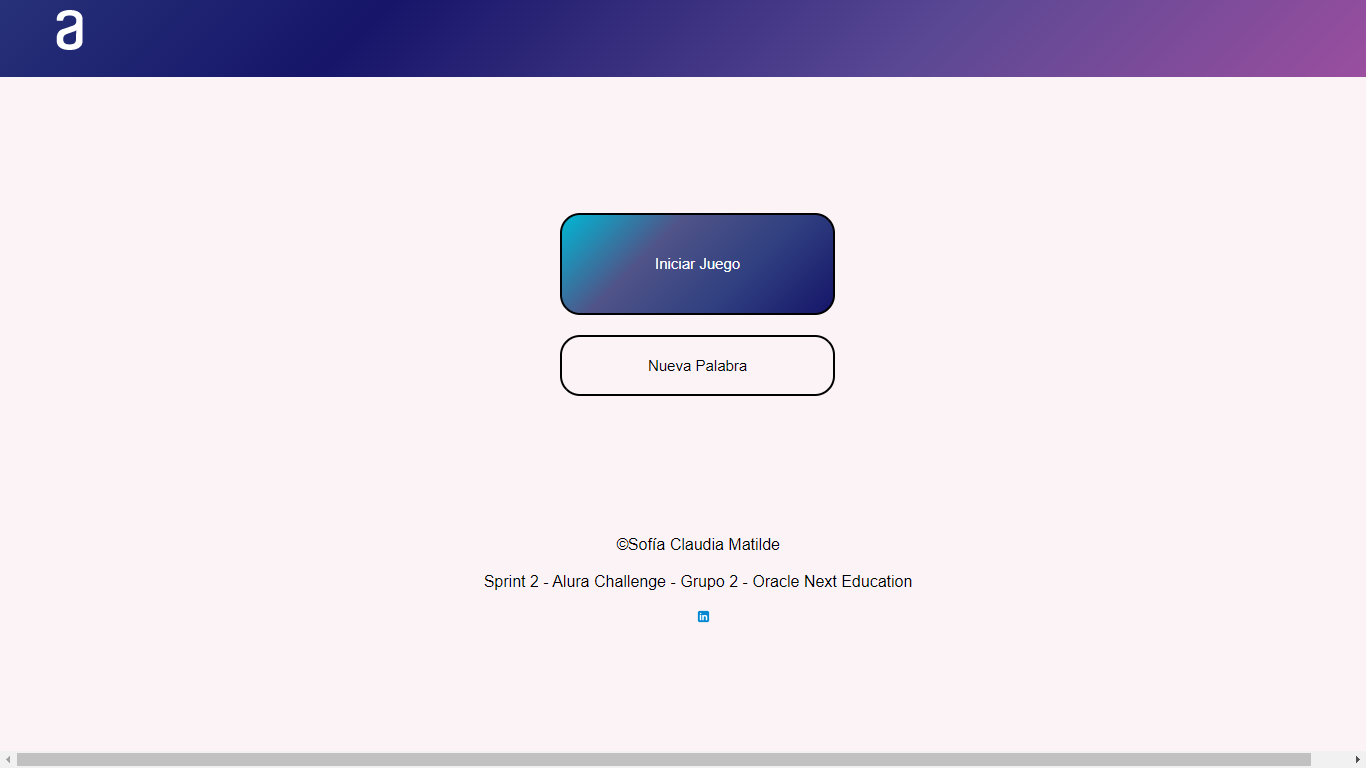 a
Iniciar Juego
Nueva Palabra
©Sofía Claudia Matilde
Sprint 2 - Alura Challenge - Grupo 2 - Oracle Next Education
in